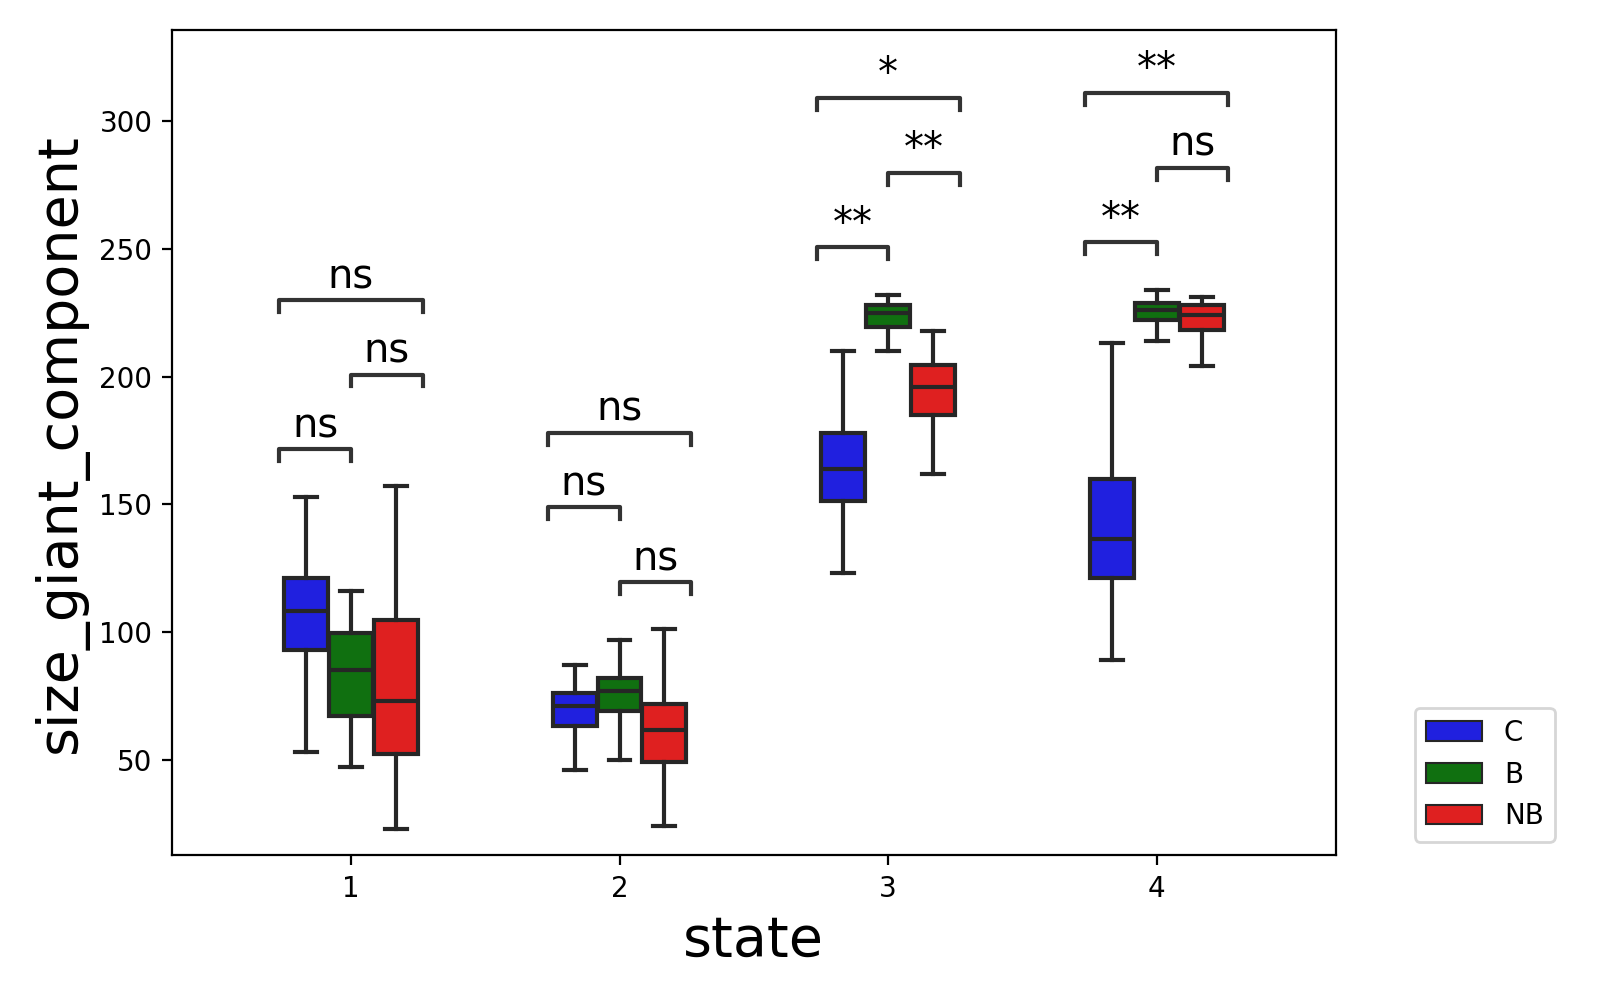 *
**
300
**
ns
**
**
250
ns
ns
200
ns
ns
ns
150
ns
100
50
size_giant_component
1 2 3 4
state
C
B
NB